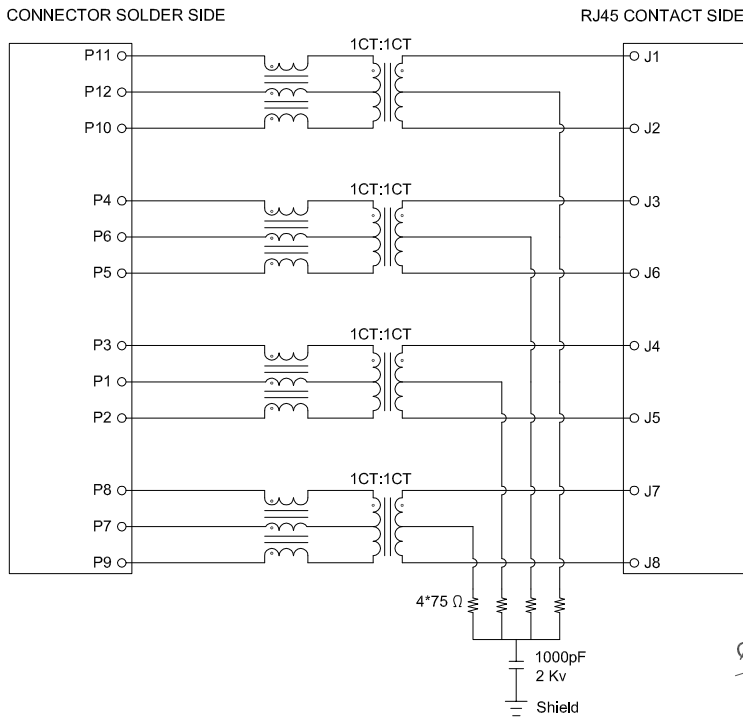 CONNECTOR SOLDER SIDE
RJ45 CONTACT SIDE
1CT:1CT
P11
J1
P12
P10
J2
1CT:1CT
P4
J3
P6
P5
J6
1CT:1CT
P3
J4
P1
P2
J5
1CT:1CT
P8
J7
P7
P9
J8
4*75 Ω
1000pF
2 Kv
Shield